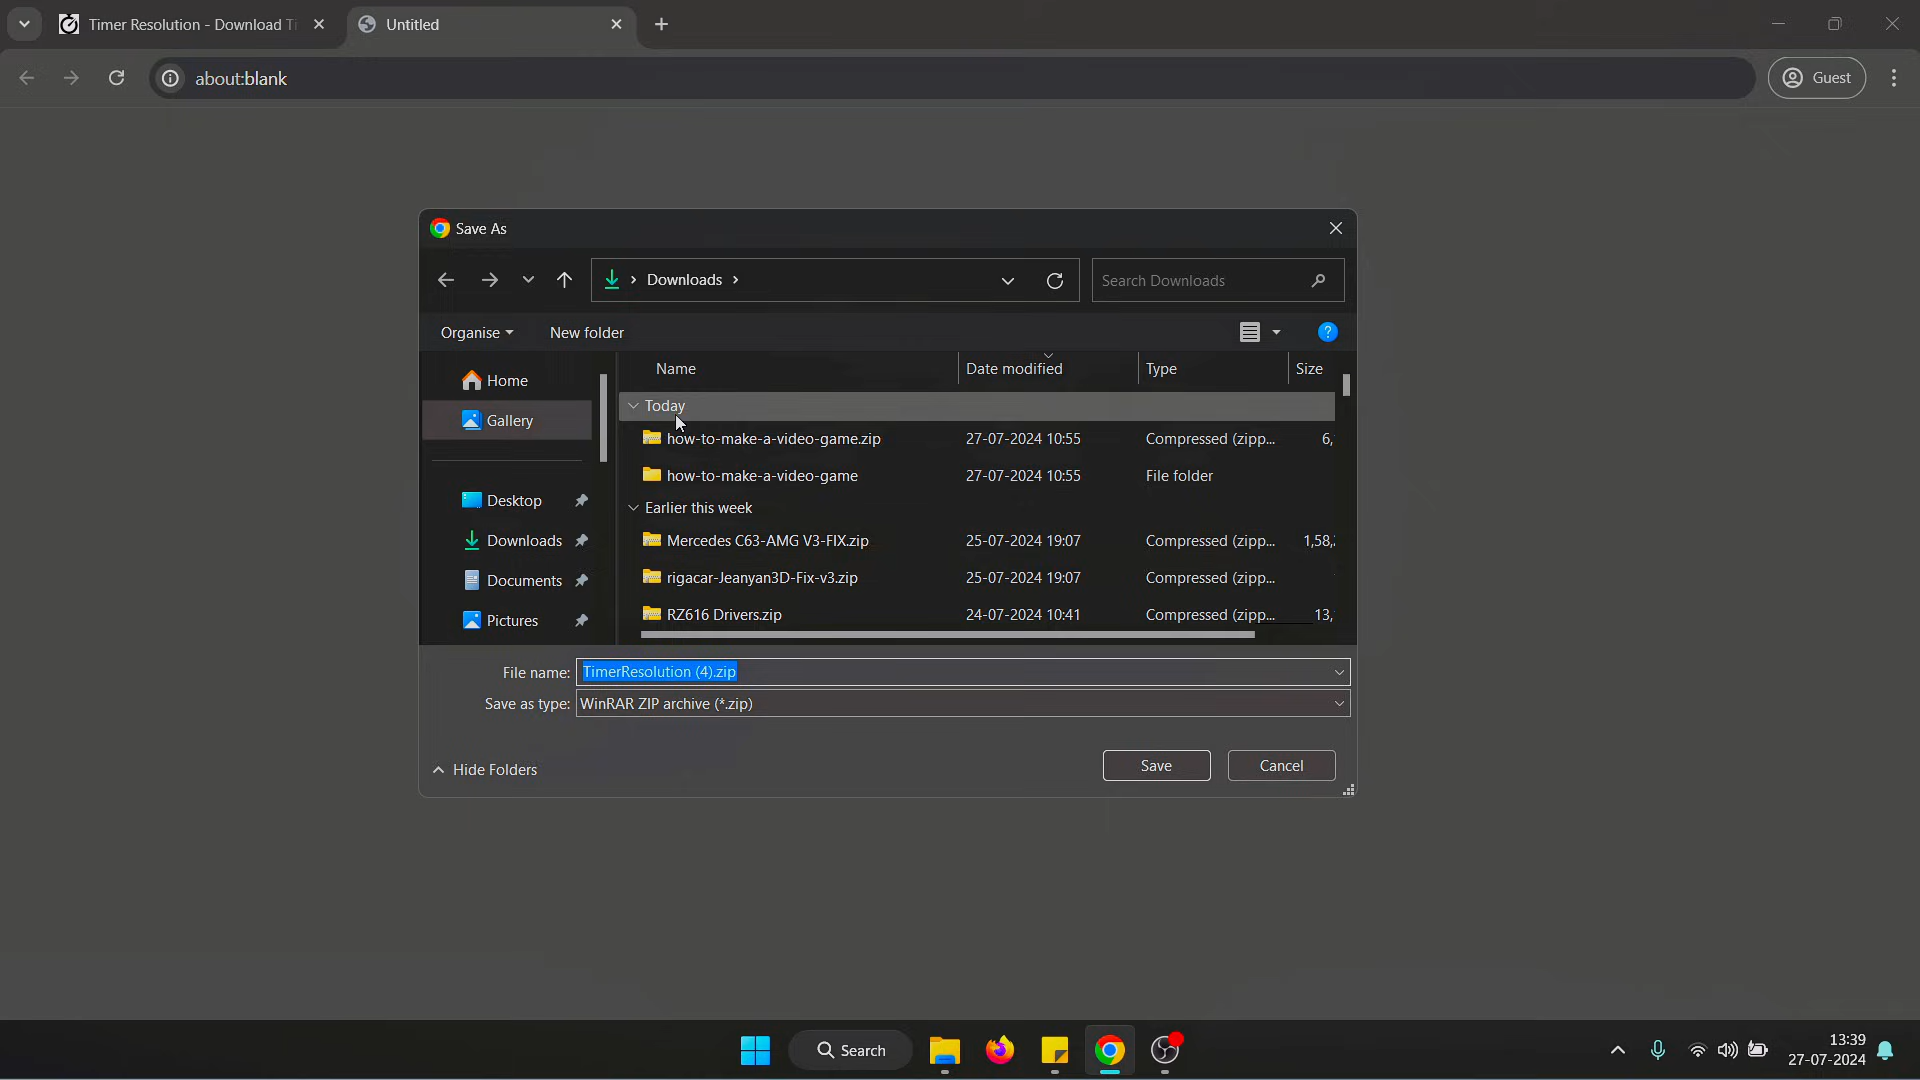 Timer Resolution - Download Ti
Untitled
about:blank
Guest
Save As
Downloads
Search Downloads
Organise
New folder
Name
Date modified
Type
Size
Home
Gallery
Desktop
Downloads
Documents
Pictures
Today
how-to-make-a-video-game.zip 27-07-2024 10:55 Compressed (zipp... 6,
how-to-make-a-video-game 27-07-2024 10:55 File folder
Earlier this week
Mercedes C63-AMG V3-FIX.zip 25-07-2024 19:07 Compressed (zipp... 1,58,
rigacar-Jeanyan3D-Fix-v3.zip 25-07-2024 19:07 Compressed (zipp...
RZ616 Drivers.zip 24-07-2024 10:41 Compressed (zipp... 13,
File name: TimerResolution (4).zip
Save as type: WinRAR ZIP archive (*.zip)
Hide Folders
Save
Cancel
Search
13:39
27-07-2024